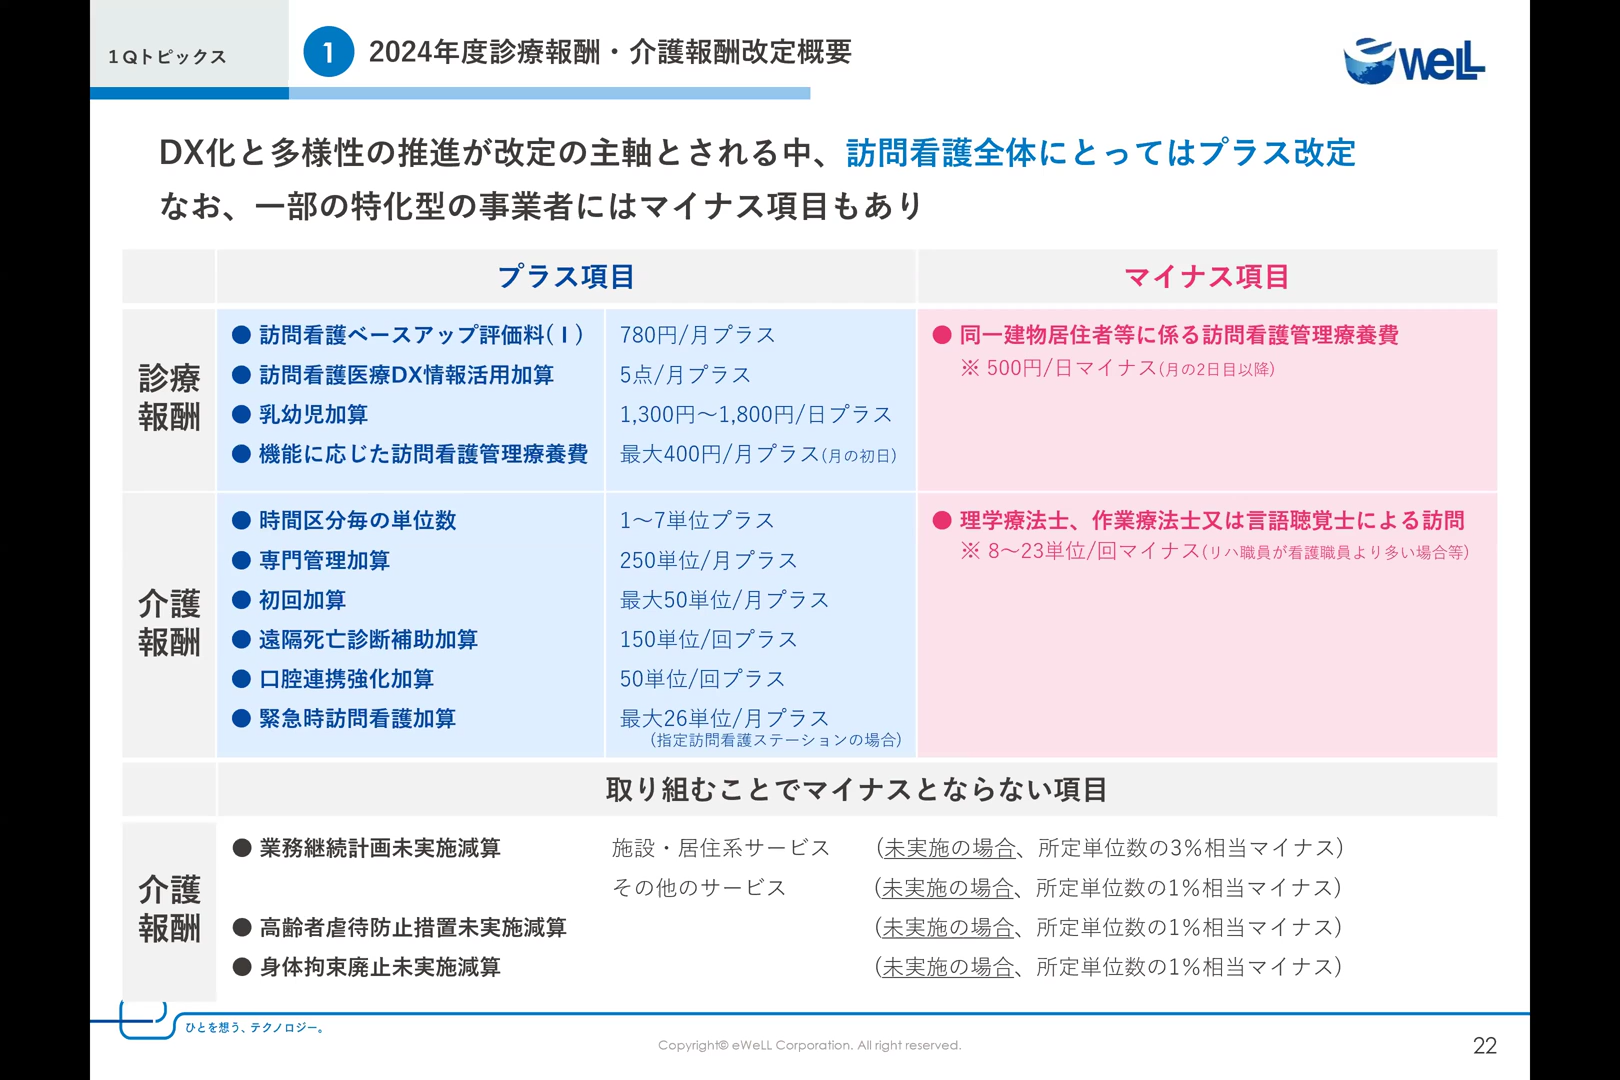 1Qトピックス
1 2024年度診療報酬・介護報酬改定概要
eWeLL
DX化と多様性の推進が改定の主軸とされる中、訪問看護全体にとってはプラス改定
なお、一部の特化型の事業者にはマイナス項目もあり
プラス項目 マイナス項目
診療報酬
● 訪問看護ベースアップ評価料(Ⅰ) 780円/月プラス
● 訪問看護医療DX情報活用加算 5点/月プラス
● 乳幼児加算 1,300円～1,800円/日プラス
● 機能に応じた訪問看護管理療養費 最大400円/月プラス(月の初日)
● 同一建物居住者等に係る訪問看護管理療養費
※ 500円/日マイナス(月の2日目以降)
介護報酬
● 時間区分毎の単位数 1～7単位プラス
● 専門管理加算 250単位/月プラス
● 初回加算 最大50単位/月プラス
● 遠隔死亡診断補助加算 150単位/回プラス
● 口腔連携強化加算 50単位/回プラス
● 緊急時訪問看護加算 最大26単位/月プラス
(指定訪問看護ステーションの場合)
● 理学療法士、作業療法士又は言語聴覚士による訪問
※ 8～23単位/回マイナス(リハ職員が看護職員より多い場合等)
取り組むことでマイナスとならない項目
介護報酬
● 業務継続計画未実施減算 施設・居住系サービス (未実施の場合、所定単位数の3%相当マイナス)
その他のサービス (未実施の場合、所定単位数の1%相当マイナス)
● 高齢者虐待防止措置未実施減算 (未実施の場合、所定単位数の1%相当マイナス)
● 身体拘束廃止未実施減算 (未実施の場合、所定単位数の1%相当マイナス)
ひとを想う、テクノロジー。
Copyright© eWeLL Corporation. All right reserved.
22